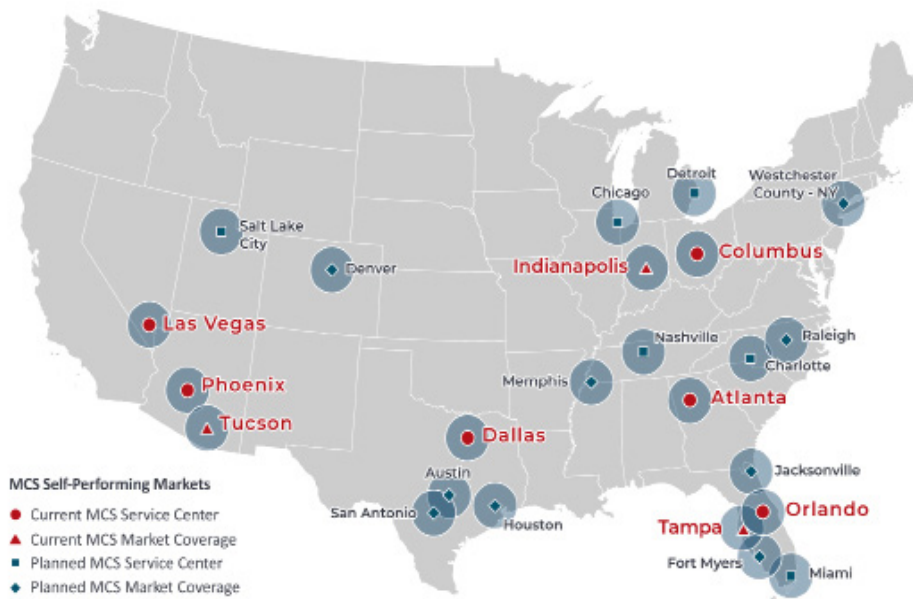 Detroit
Westchester
County - NY
Chicago
Salt Lake
City
Columbus
Indianapolis
Denver
Las Vegas
Nashville
Raleigh
Charlotte
Memphis
Phoenix
Atlanta
Tucson
Dallas
Austin
Jacksonville
San Antonio
Houston
Orlando
Tampa
Fort Myers
Miami
MCS Self-Performing Markets
Current MCS Service Center
Current MCS Market Coverage
Planned MCS Service Center
Planned MCS Market Coverage